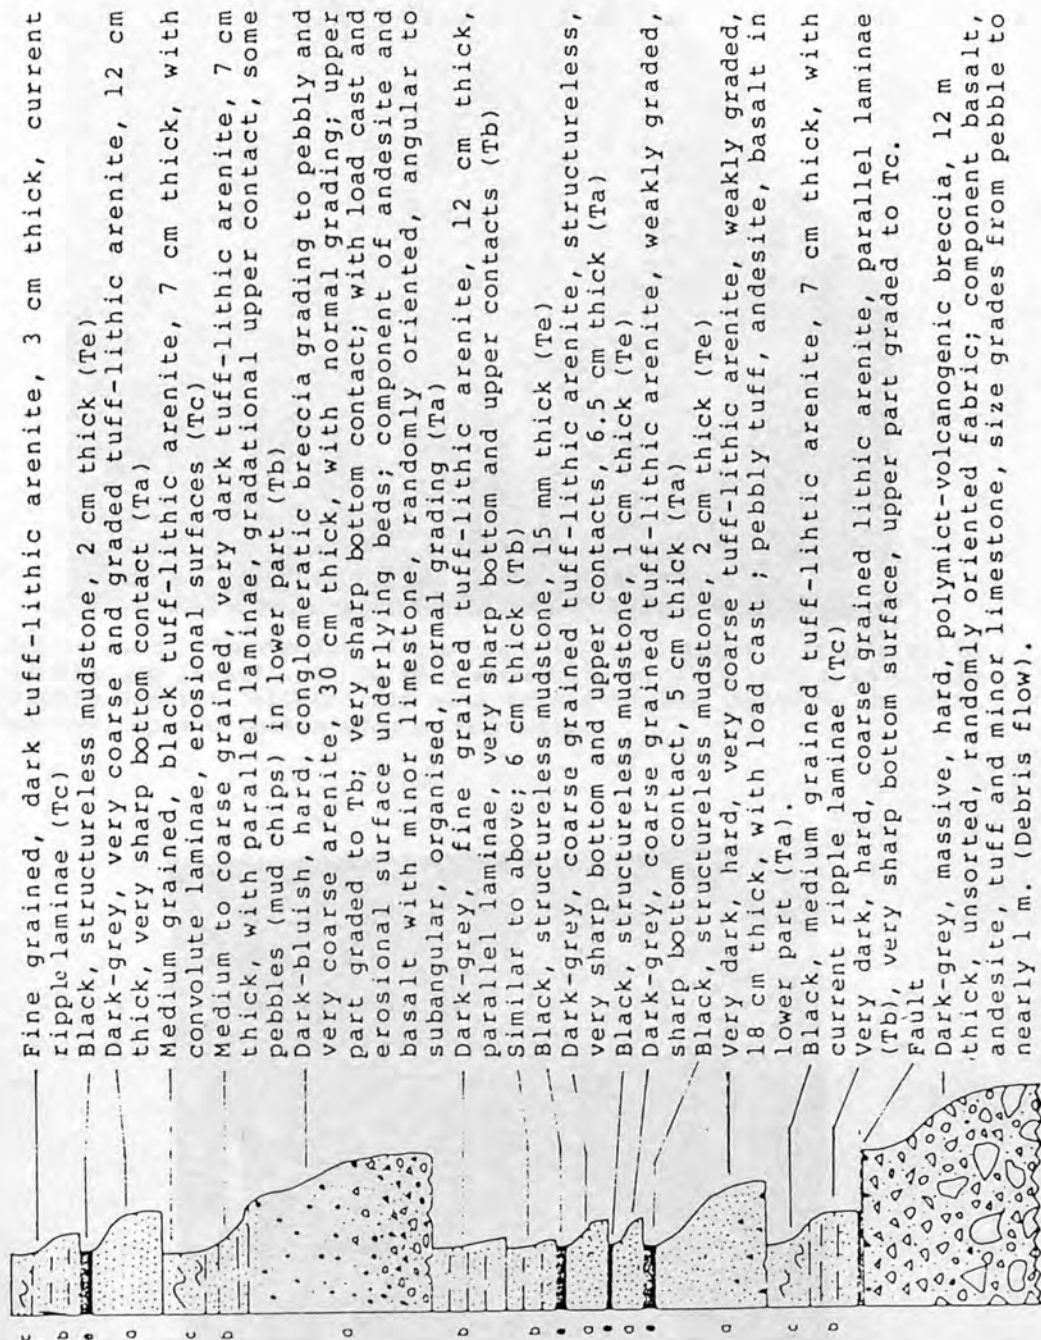 Fine grained, dark tuff-lithic arenite, 3 cm thick, current
ripple laminae (Tc)
Black, structureless mudstone, 2 cm thick (Te)
Dark-grey, very coarse and graded tuff-lithic arenite, 12 cm
thick, very sharp bottom contact (Ta)
Medium grained, black tuff-lithic arenite, 7 cm thick, with
convolute laminae, erosional surfaces (Tc)
Medium to coarse grained, very dark tuff-lithic arenite, 7 cm
thick, with parallel laminae, gradational upper contact, some
pebbles (mud chips) in lower part (Tb)
Dark-bluish, hard, conglomeratic breccia grading to pebbly and
very coarse arenite, 30 cm thick, with normal grading; upper
part graded to Tb; very sharp bottom contact; with load cast and
erosional surface underlying beds; component of andesite and
basalt with minor limestone, randomly oriented, angular to
subangular, organised, normal grading (Ta)
Dark-grey, fine grained tuff-lithic arenite, 12 cm thick,
parallel laminae, very sharp bottom and upper contacts (Tb)
Similar to above; 6 cm thick (Tb)
Black, structureless mudstone, 15 mm thick (Te)
Dark-grey, coarse grained tuff-lithic arenite, structureless,
very sharp bottom and upper contacts, 6.5 cm thick (Ta)
Black, structureless mudstone, 1 cm thick (Te)
Dark-grey, coarse grained tuff-lithic arenite, weakly graded,
sharp bottom contact, 5 cm thick (Ta)
Black, structureless mudstone, 2 cm thick (Te)
very dark, hard, very coarse tuff-lithic arenite, weakly graded,
18 cm thick, with load cast ; pebbly tuff, andesite, basalt in
lower part (Ta).
Black, medium grained tuff-lihtic arenite, 7 cm thick, with
current ripple laminae (Tc)
Very dark, hard, coarse grained lithic arenite, parallel laminae
(Tb), very sharp bottom surface, upper part graded to Tc.
Fault
Dark-grey, massive, hard, polymict-volcanogenic breccia, 12 m
thick, unsorted, randomly oriented fabric; component basalt,
andesite, tuff and minor limestone, size grades from pebble to
nearly 1 m. (Debris flow).
c
b
e
a
c
b
a
b
b
e
a
e
a
e
a
c
b